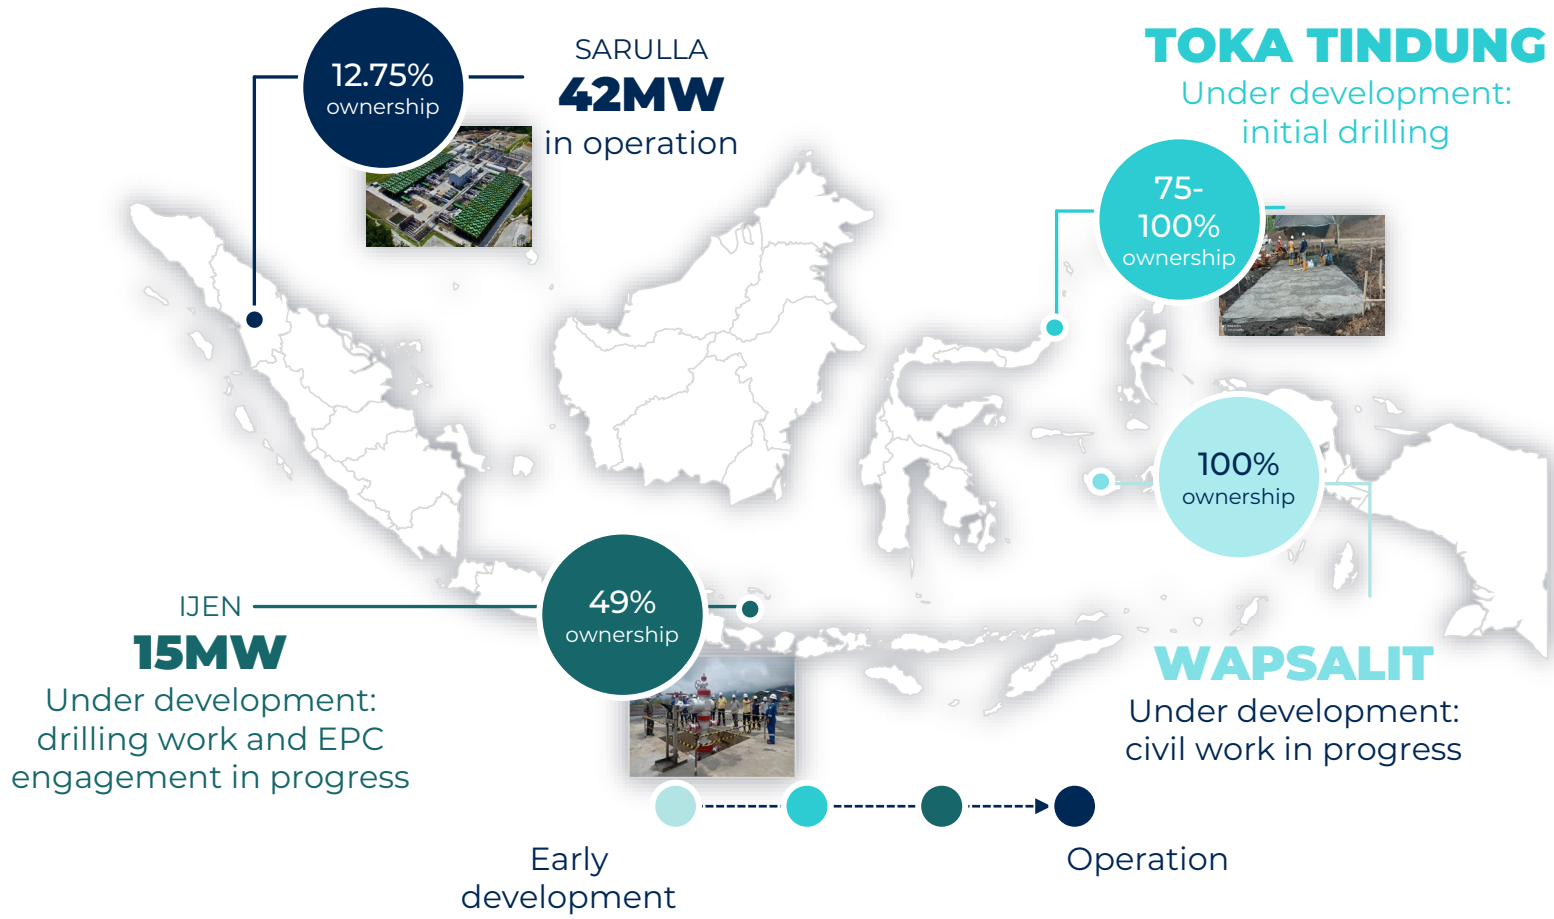 12.75%
ownership
SARULLA
42MW
in operation
TOKA TINDUNG
Under development:
initial drilling
75-
100%
ownership
100%
ownership
49%
ownership
IJEN
15MW
Under development:
drilling work and EPC
engagement in progress
WAPSALIT
Under development:
civil work in progress
Early
development
Operation